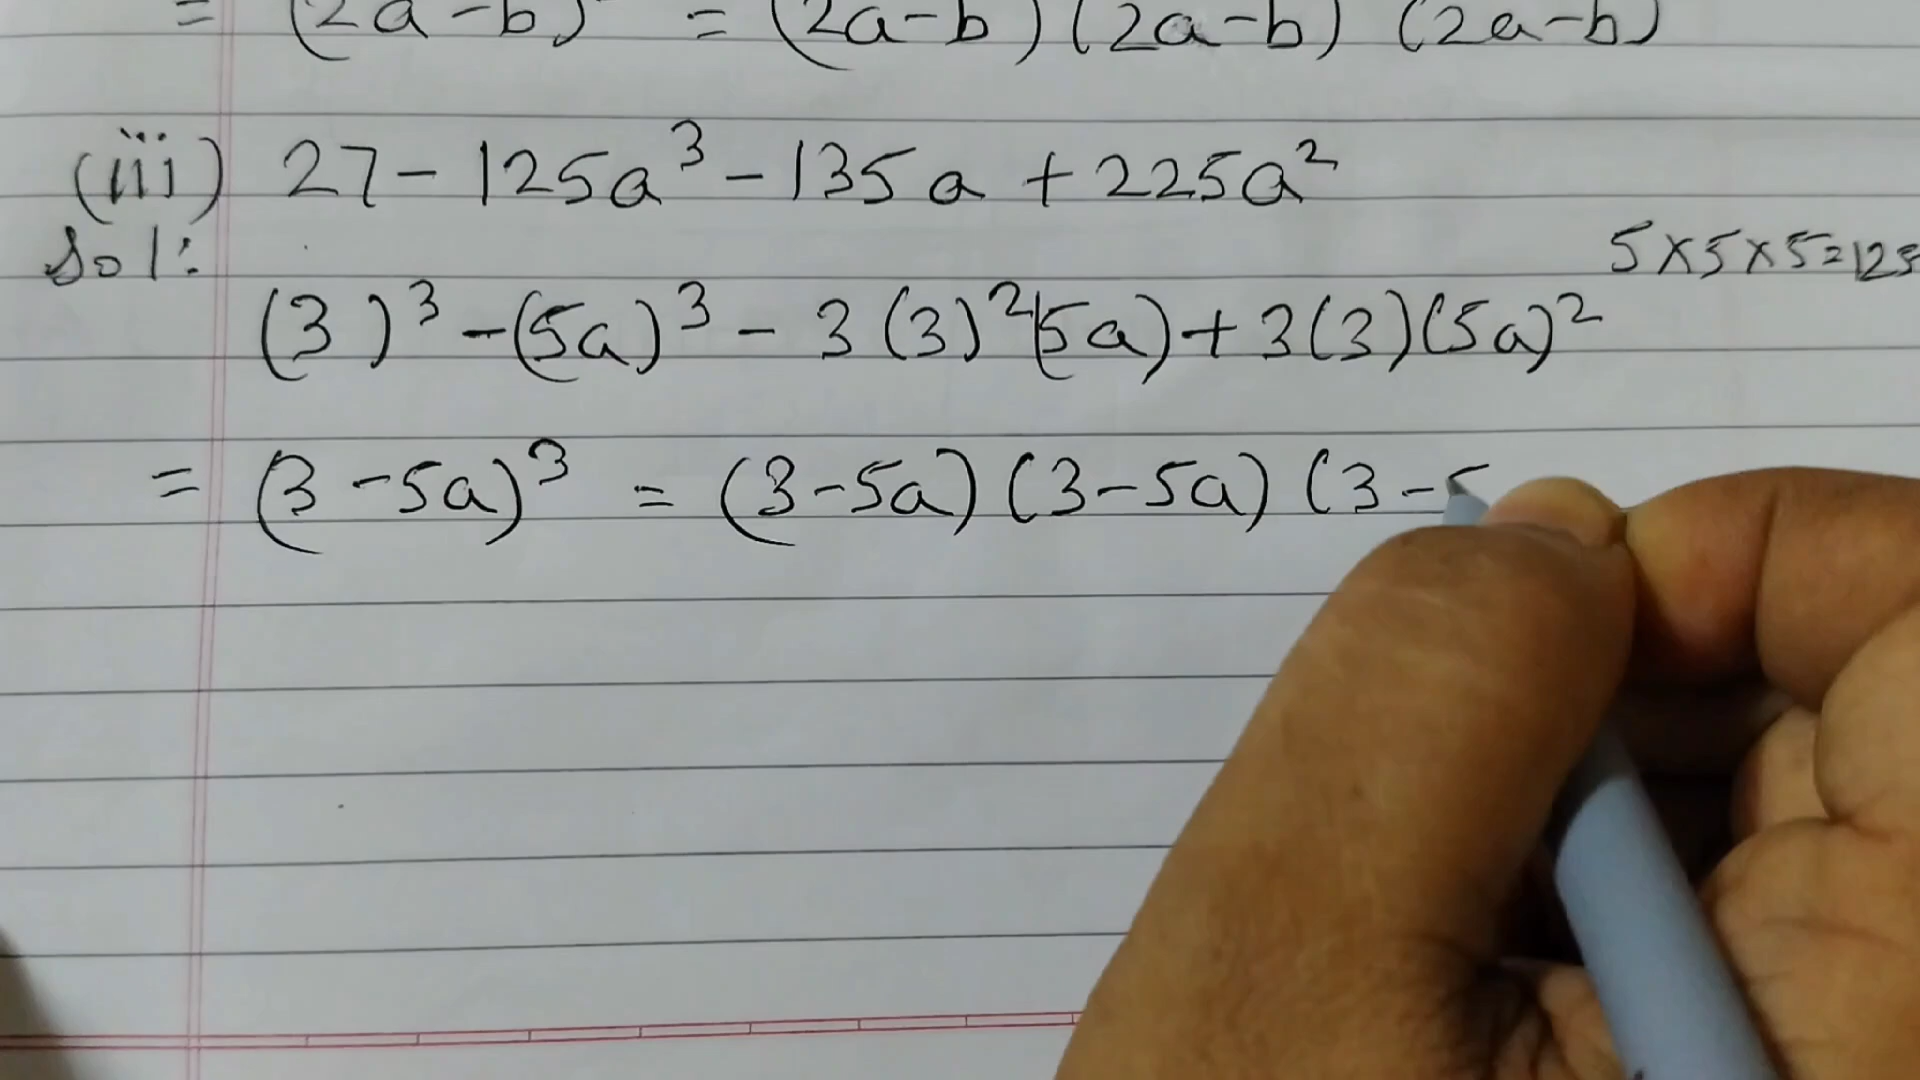 = (2a-b) = (2a-b) (2a-b) (2a-b)
(iii) 27 - 125a³ - 135a + 225a²
Sol:
5×5×5=125
(3)³ - (5a)³ - 3(3)²(5a) + 3(3)(5a)²
= (3-5a)³ = (3-5a) (3-5a) (3-5